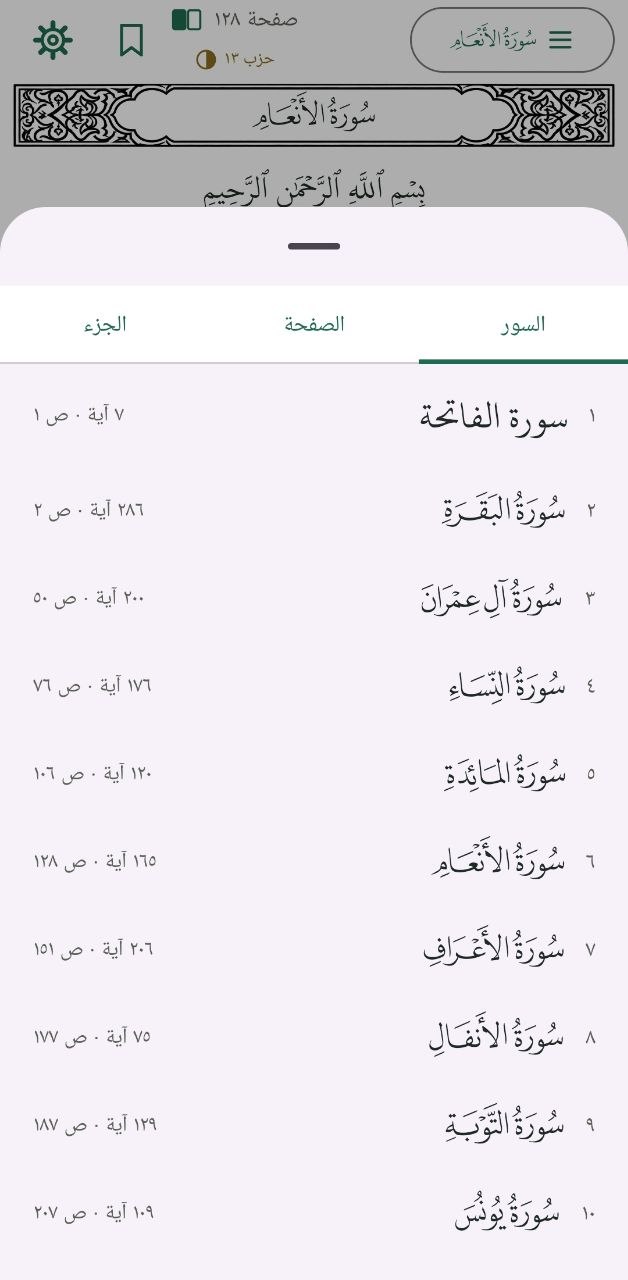 سُورَةُ الأَنْعَامِ
صفحة ١٢٨
حزب ١٣
سُورَةُ الأَنْعَامِ
بِسْمِ ٱللَّهِ ٱلرَّحْمَٰنِ ٱلرَّحِيمِ
السور الصفحة الجزء
١ سورة الفاتحة ٧ آية · ص ١
٢ سُورَةُ البَقَرَةِ ٢٨٦ آية · ص ٢
٣ سُورَةُ آلِ عِمْرَانَ ٢٠٠ آية · ص ٥٠
٤ سُورَةُ النِّسَاءِ ١٧٦ آية · ص ٧٦
٥ سُورَةُ المَائِدَةِ ١٢٠ آية · ص ١٠٦
٦ سُورَةُ الأَنْعَامِ ١٦٥ آية · ص ١٢٨
٧ سُورَةُ الأَعْرَافِ ٢٠٦ آية · ص ١٥١
٨ سُورَةُ الأَنفَالِ ٧٥ آية · ص ١٧٧
٩ سُورَةُ التَّوْبَةِ ١٢٩ آية · ص ١٨٧
١٠ سُورَةُ يُونُسَ ١٠٩ آية · ص ٢٠٧